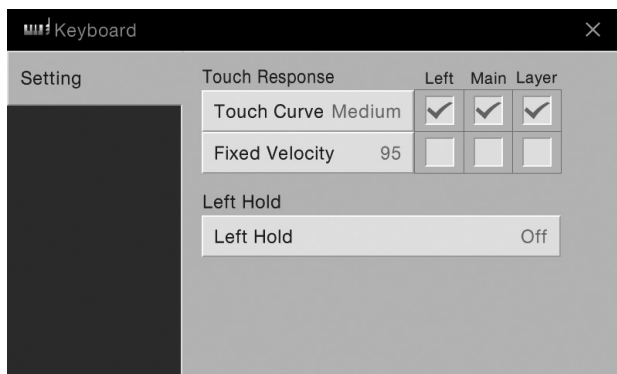 Keyboard
Setting
Touch Response Left Main Layer
Touch Curve Medium
Fixed Velocity 95
Left Hold
Left Hold Off